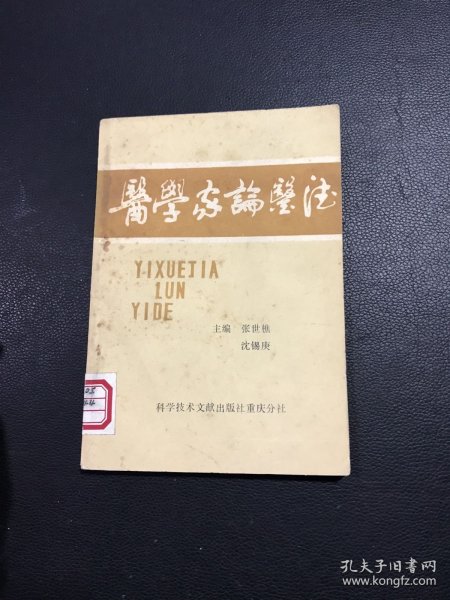 醫學家論醫德
YIXUEJIA
LUN
YIDE
主编 张世樵
沈锡庚
科学技术文献出版社重庆分社
孔夫子旧书网
www.kongfz.com